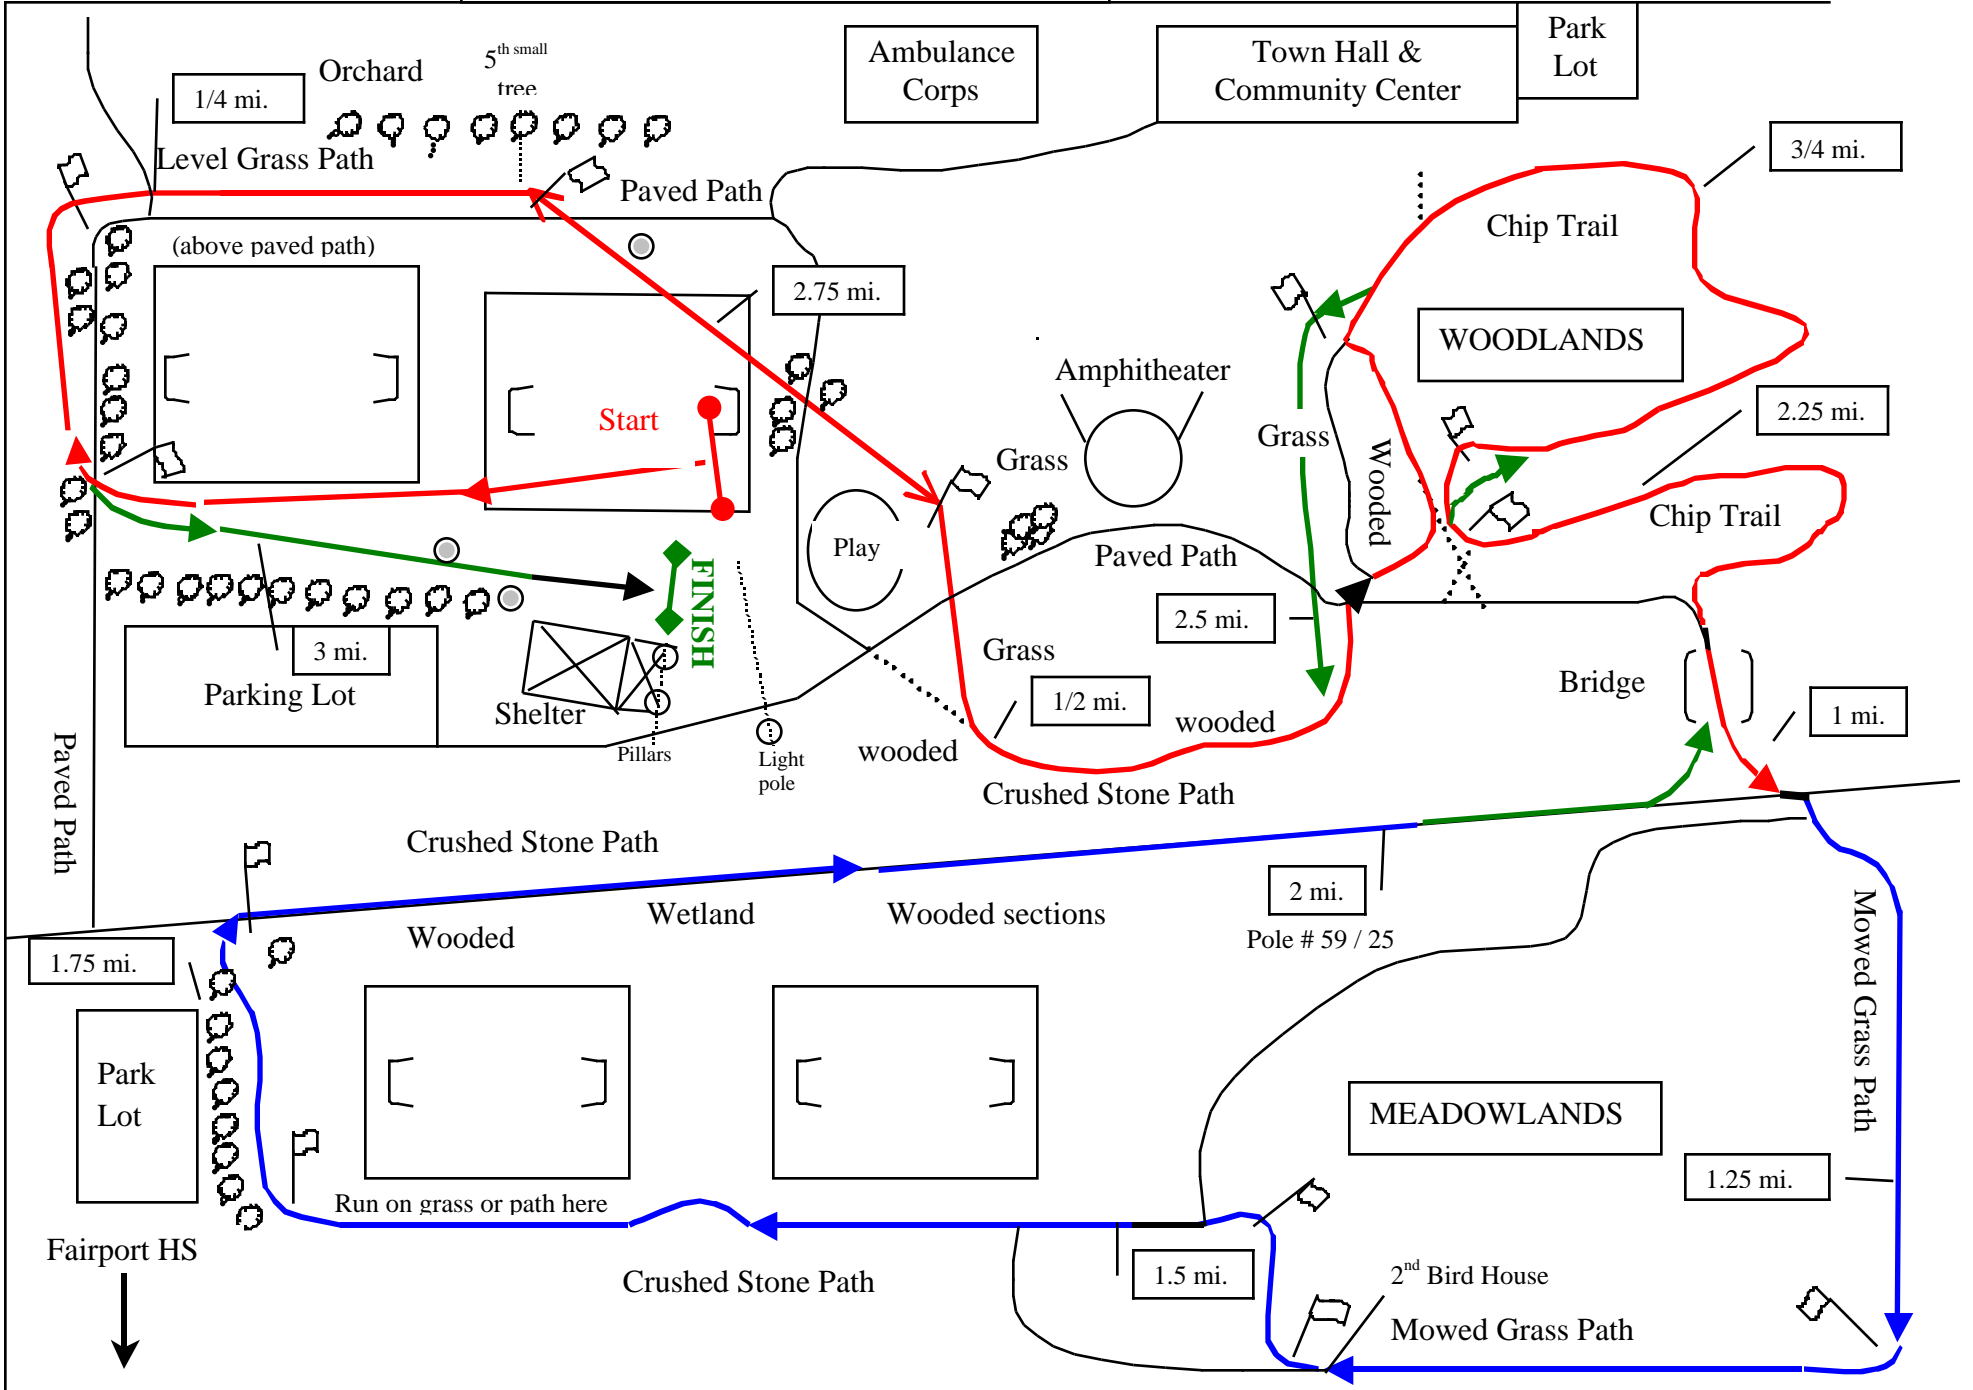 Ambulance
Corps
Town Hall &
Community Center
Park
Lot
Orchard
5th small
tree
1/4 mi.
3/4 mi.
Level Grass Path
Paved Path
(above paved path)
Chip Trail
2.75 mi.
WOODLANDS
Amphitheater
2.25 mi.
Start
Grass
Grass
Wooded
Chip Trail
Play
Paved Path
FINISH
2.5 mi.
3 mi.
Grass
Parking Lot
Shelter
1/2 mi.
Bridge
1 mi.
wooded
wooded
Pillars
Light
pole
Paved Path
Crushed Stone Path
Crushed Stone Path
2 mi.
Wetland
Wooded sections
Wooded
Pole # 59 / 25
Mowed Grass Path
1.75 mi.
Park
Lot
MEADOWLANDS
1.25 mi.
Run on grass or path here
Fairport HS
Crushed Stone Path
1.5 mi.
2nd Bird House
Mowed Grass Path